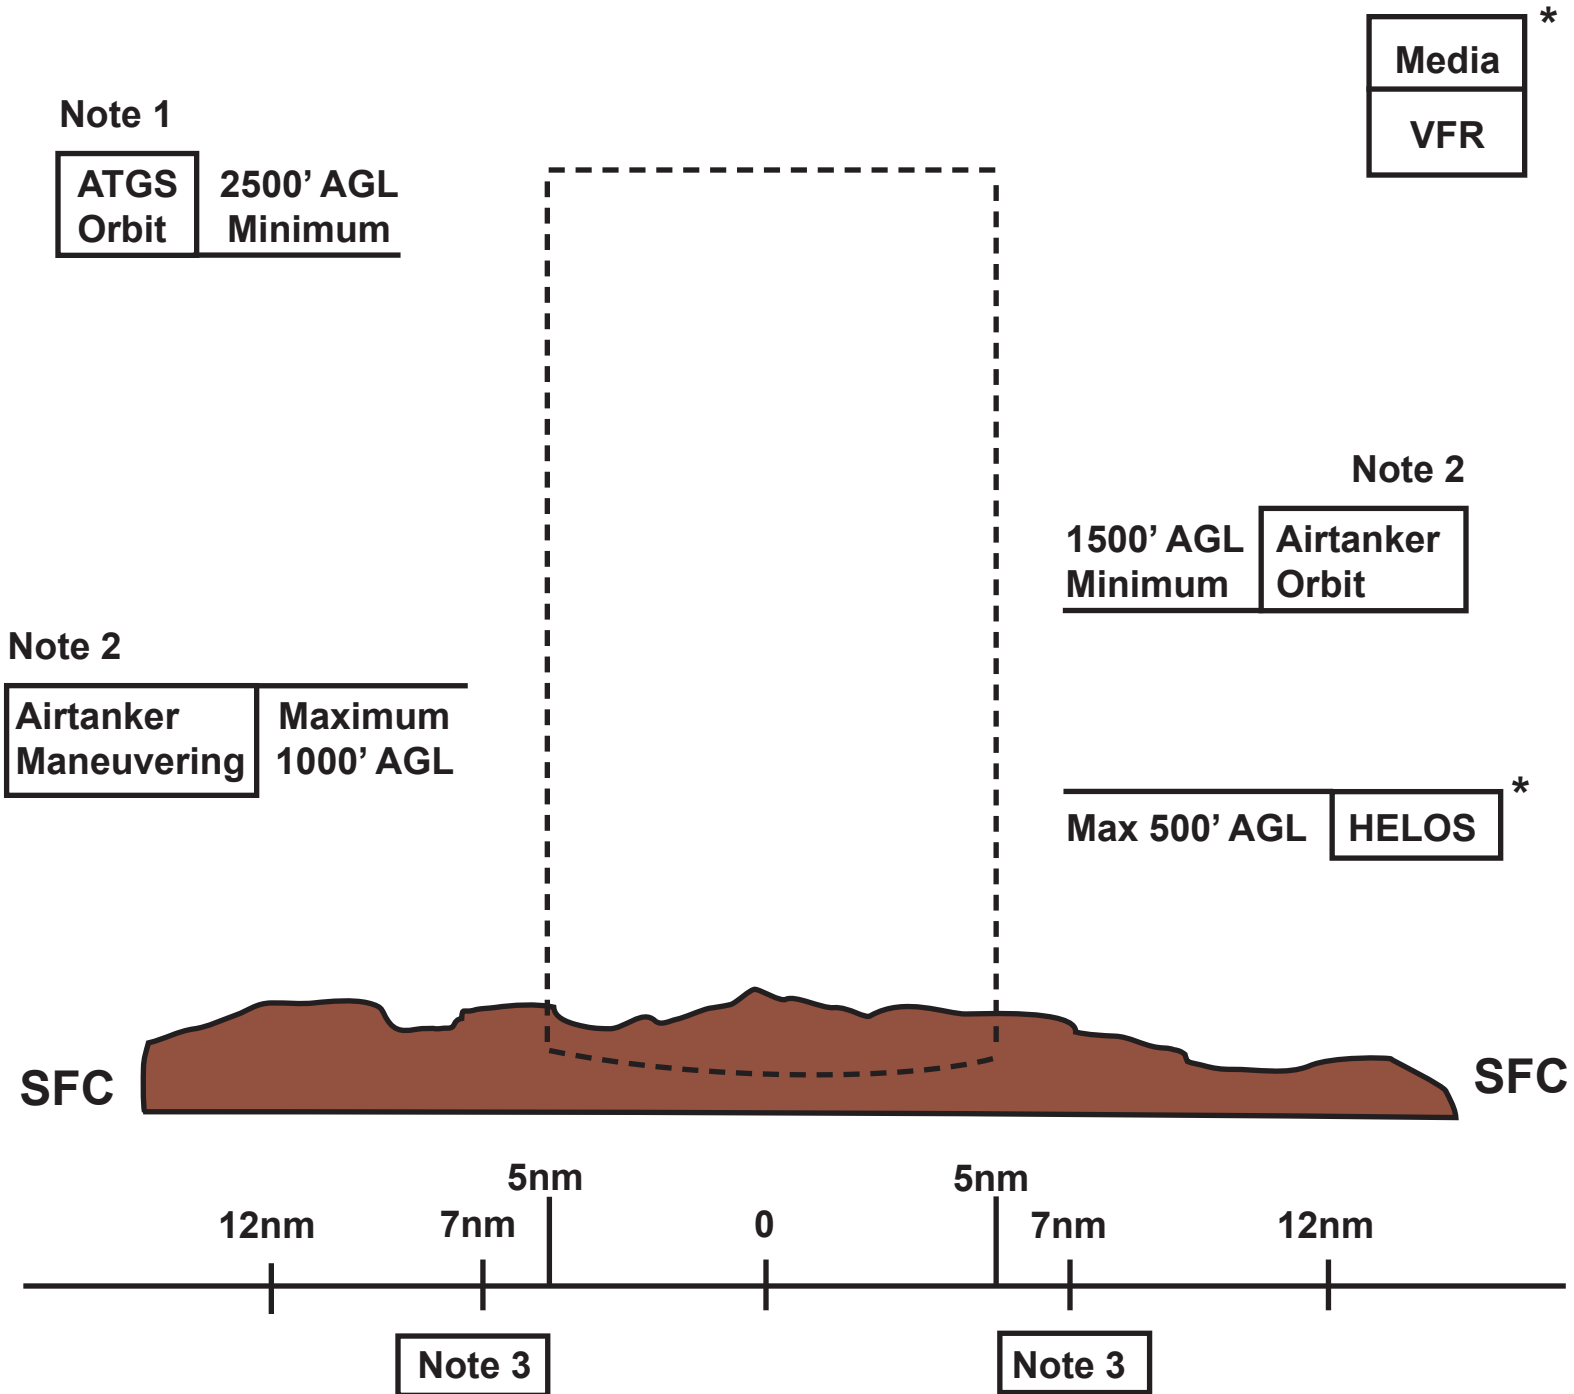 *
Media
VFR
Note 1
ATGS
Orbit
2500’ AGL
Minimum
Note 2
1500’ AGL
Minimum
Airtanker
Orbit
Note 2
Airtanker
Maneuvering
Maximum
1000’ AGL
*
Max 500’ AGL
HELOS
SFC
SFC
5nm
5nm
12nm
7nm
0
7nm
12nm
Note 3
Note 3